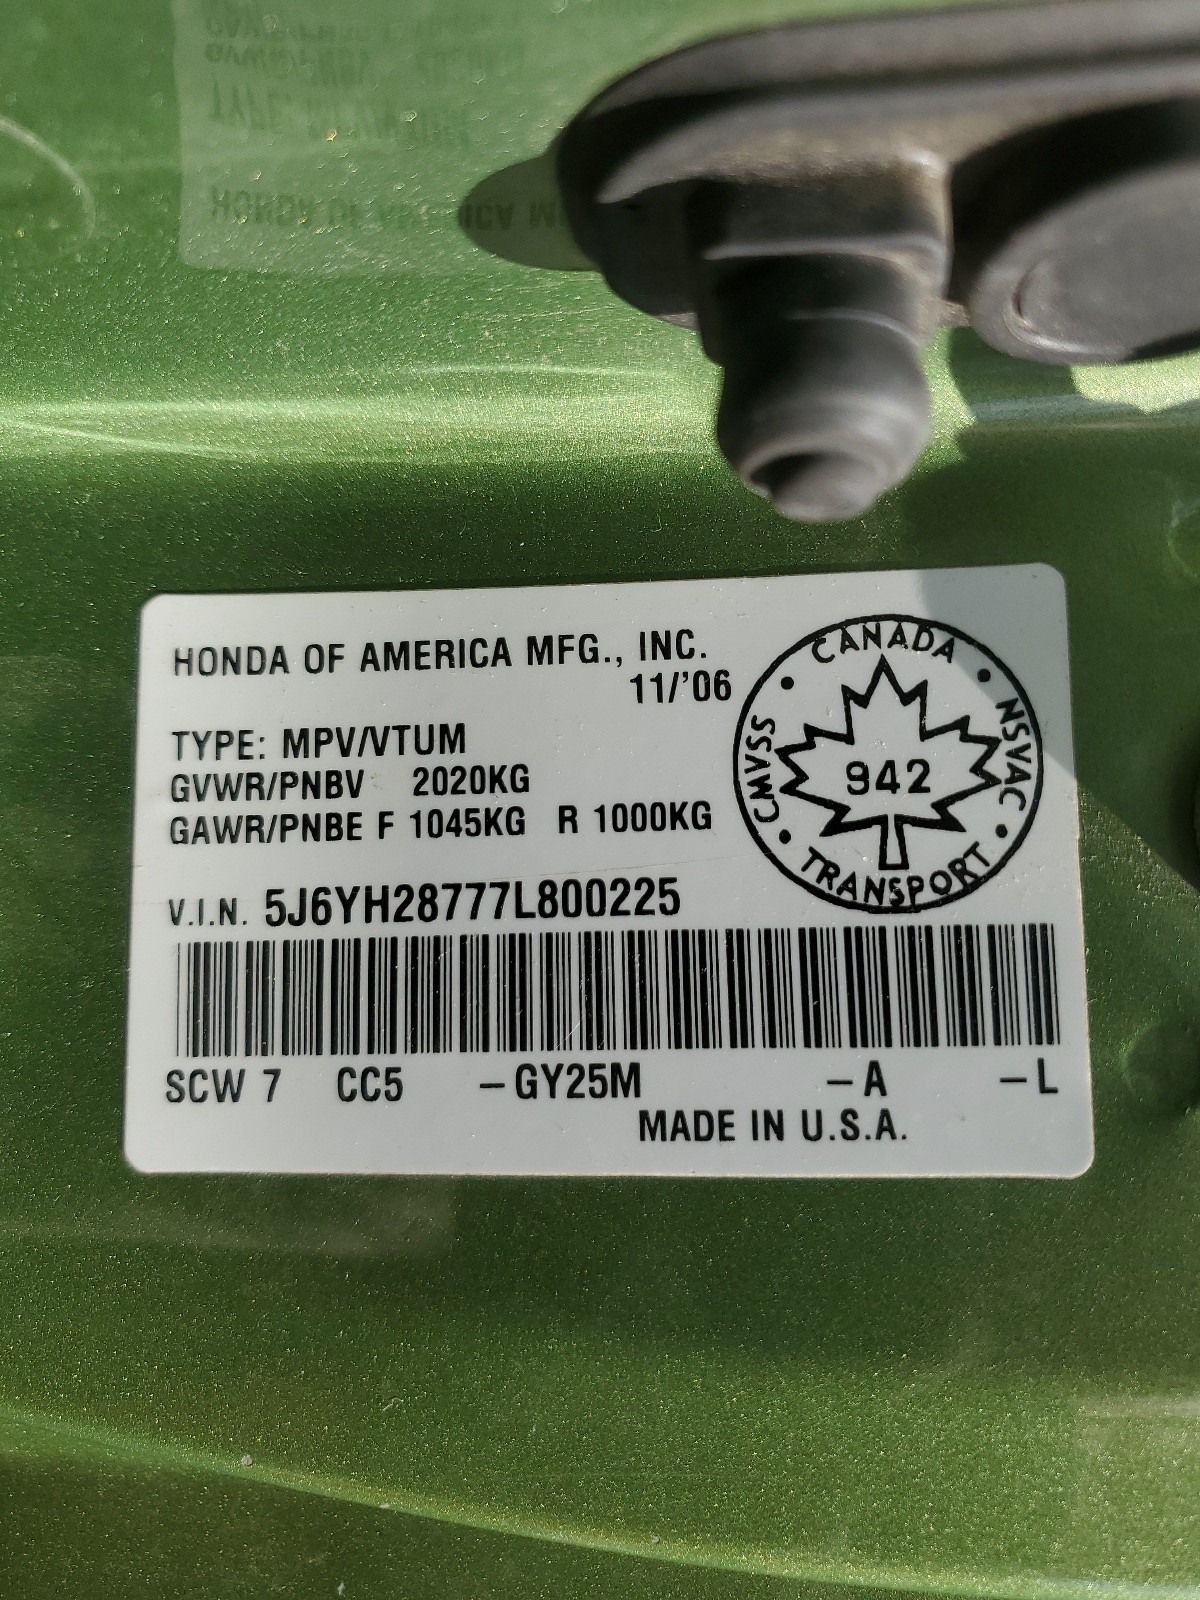 HONDA OF AMERICA MFG., INC.
11/'06
TYPE: MPV/VTUM
GVWR/PNBV 2020KG
GAWR/PNBE F 1045KG R 1000KG
CANADA • NSVAC • TRANSPORT • CMVSS •
942
V.I.N. 5J6YH28777L800225
SCW 7 CC5 –GY25M –A –L
MADE IN U.S.A.